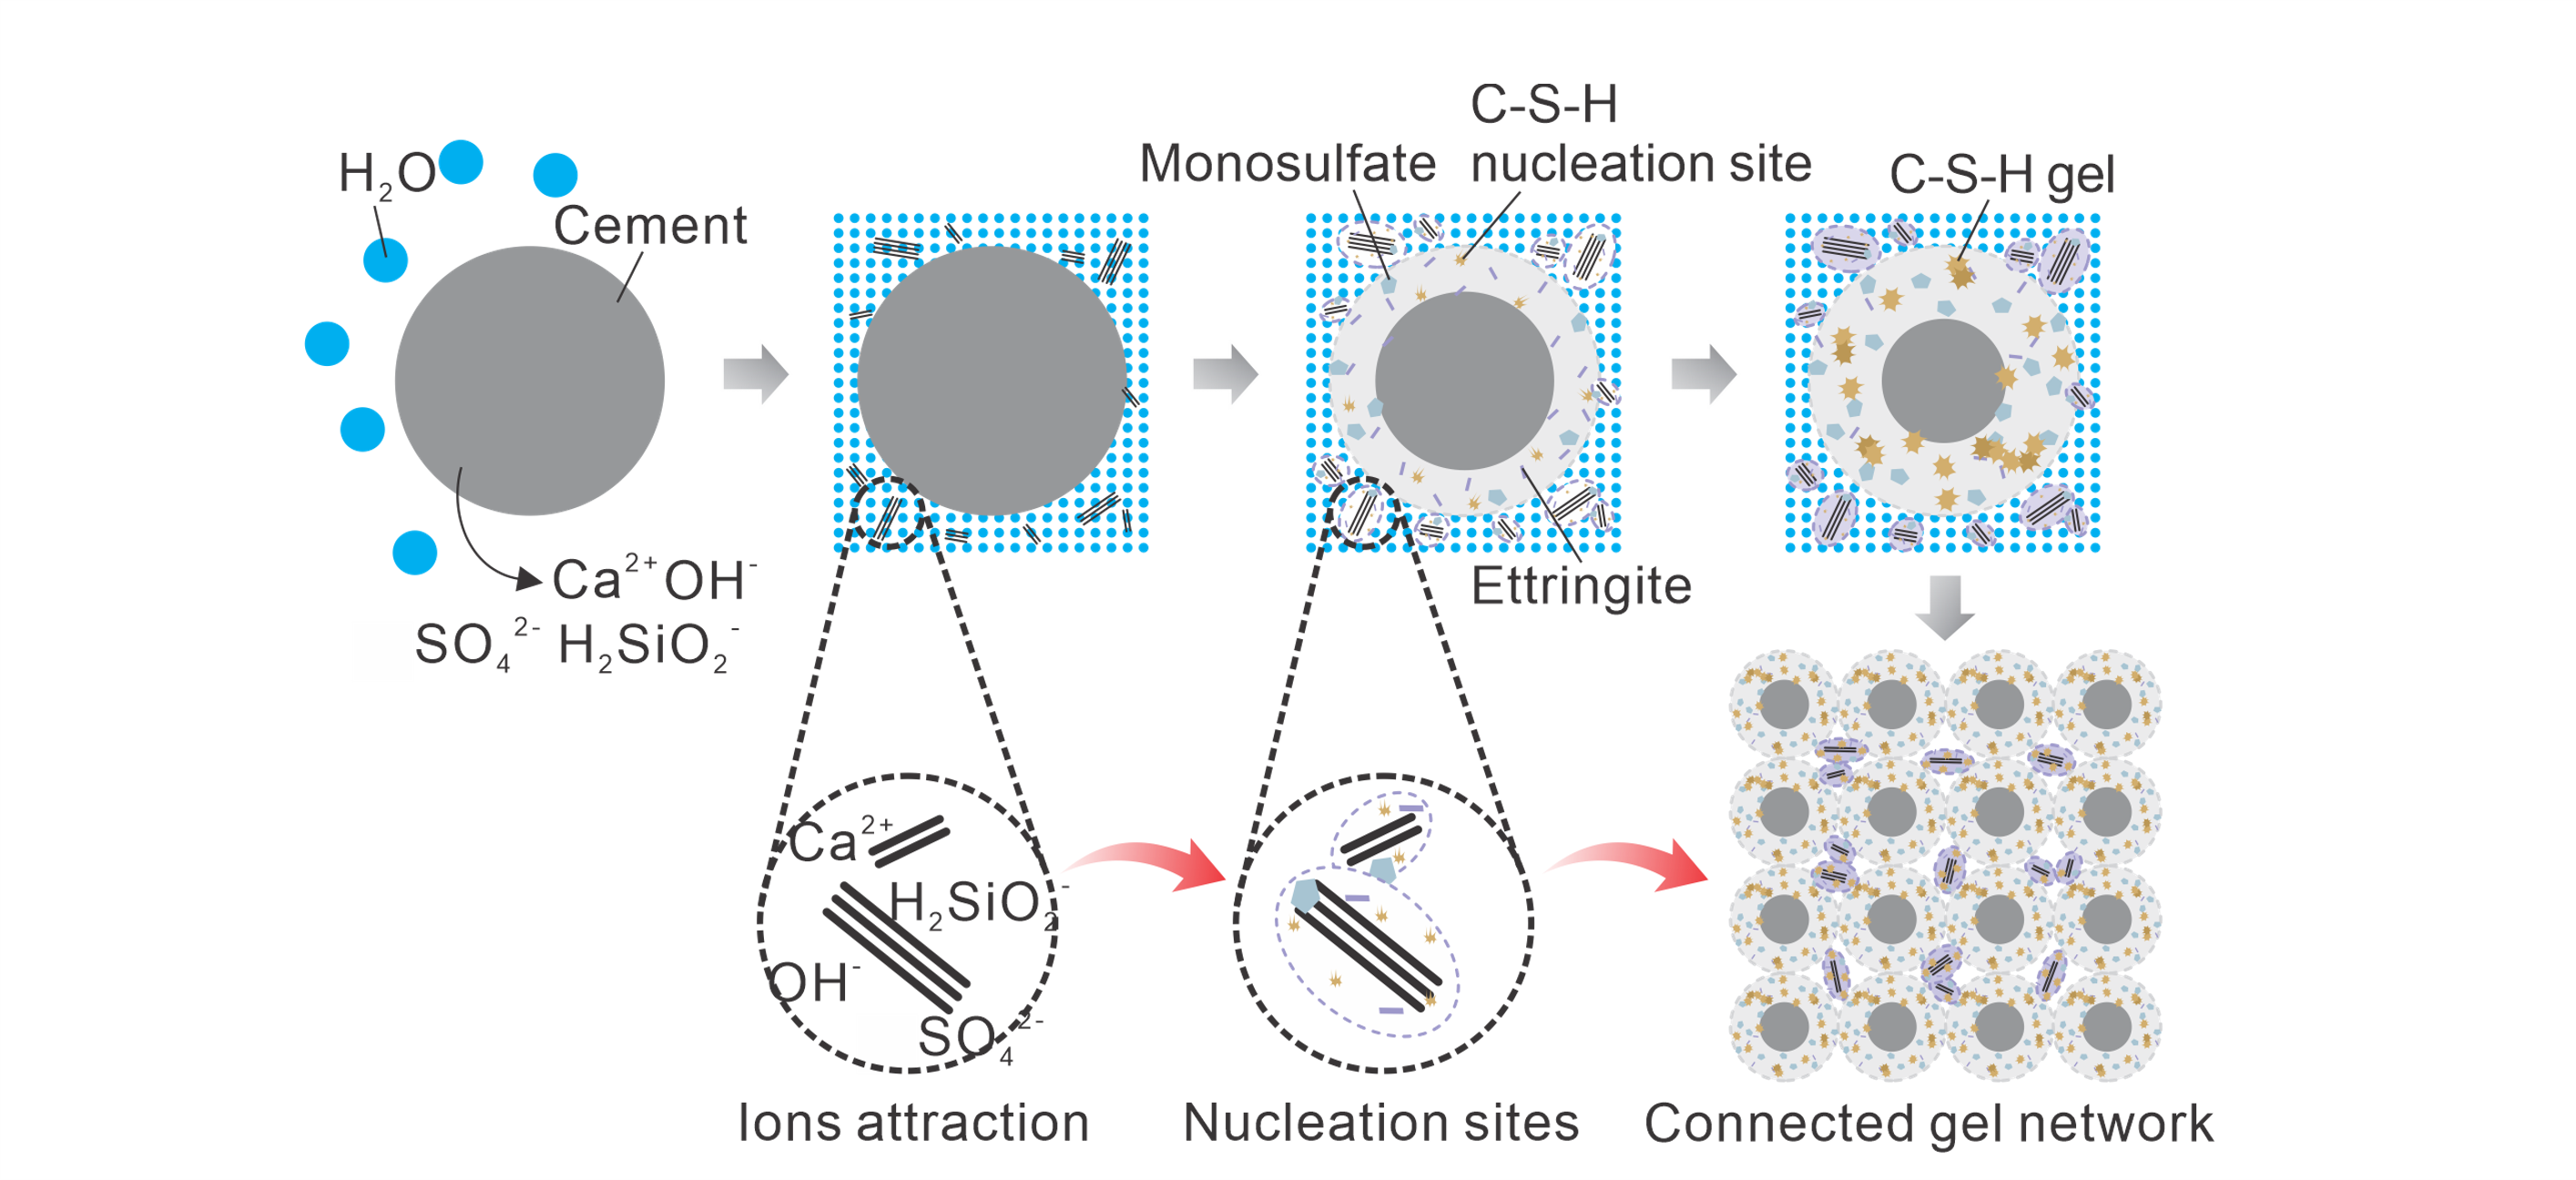 H₂O
Cement
Ca²⁺OH⁻
SO₄²⁻ H₂SiO₂⁻
Monosulfate
C-S-H
nucleation site
C-S-H gel
Ettringite
Ca²⁺
H₂SiO₂⁻
OH⁻
SO₄²⁻
Ions attraction
Nucleation sites
Connected gel network